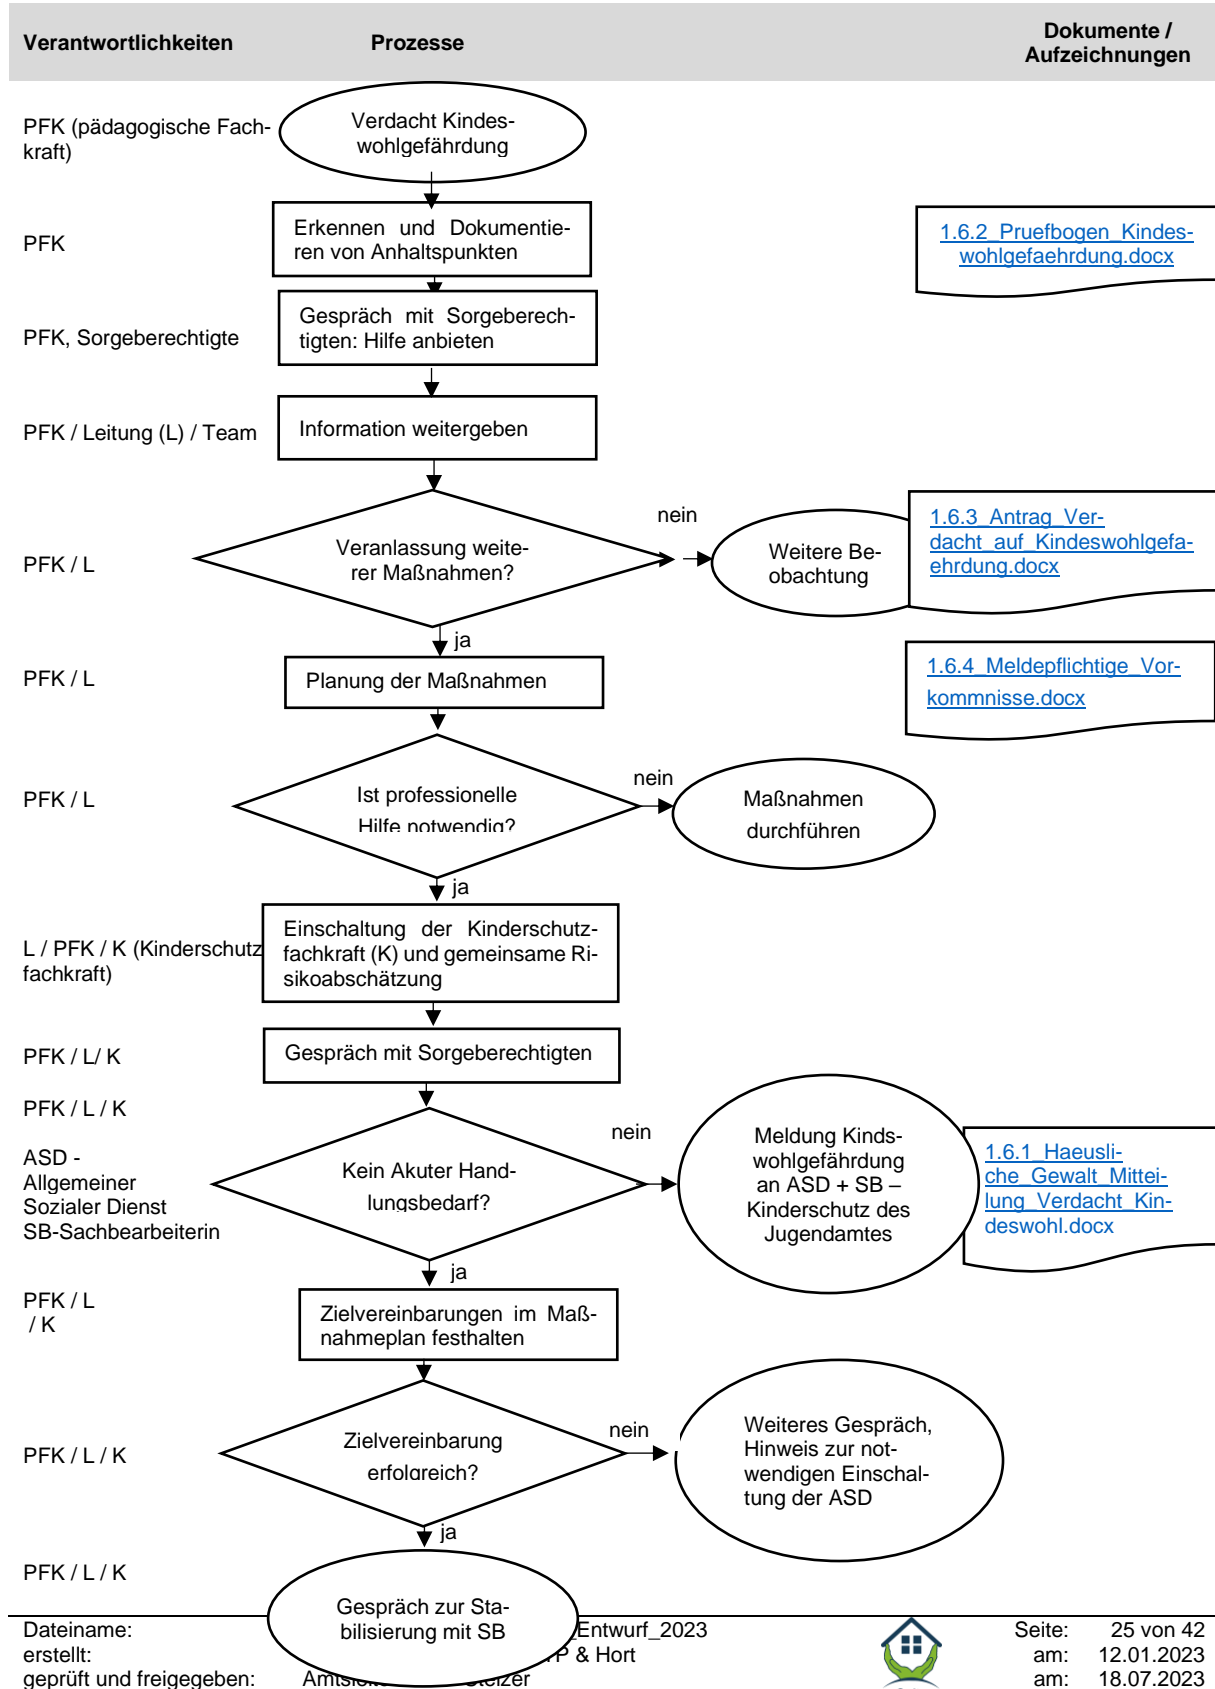 Verantwortlichkeiten
Prozesse
Dokumente /
Aufzeichnungen
PFK (pädagogische Fach-
kraft)
Verdacht Kindes-
wohlgefährdung
PFK
Erkennen und Dokumentie-
ren von Anhaltspunkten
1.6.2_Pruefbogen_Kindes-
wohlgefaehrdung.docx
PFK, Sorgeberechtigte
Gespräch mit Sorgeberech-
tigten: Hilfe anbieten
PFK / Leitung (L) / Team
Information weitergeben
PFK / L
Veranlassung weite-
rer Maßnahmen?
nein
Weitere Be-
obachtung
1.6.3_Antrag_Ver-
dacht_auf_Kindeswohlgefa-
ehrdung.docx
ja
PFK / L
Planung der Maßnahmen
1.6.4_Meldepflichtige_Vor-
kommnisse.docx
PFK / L
Ist professionelle
Hilfe notwendig?
nein
Maßnahmen
durchführen
ja
L / PFK / K (Kinderschutz
fachkraft)
Einschaltung der Kinderschutz-
fachkraft (K) und gemeinsame Ri-
sikoabschätzung
PFK / L/ K
Gespräch mit Sorgeberechtigten
PFK / L / K
ASD -
Allgemeiner
Sozialer Dienst
SB-Sachbearbeiterin
Kein Akuter Hand-
lungsbedarf?
nein
Meldung Kinds-
wohlgefährdung
an ASD + SB –
Kinderschutz des
Jugendamtes
1.6.1_Haeusli-
che_Gewalt_Mittei-
lung_Verdacht_Kin-
deswohl.docx
ja
PFK / L
/ K
Zielvereinbarungen im Maß-
nahmeplan festhalten
PFK / L / K
Zielvereinbarung
erfolgreich?
nein
Weiteres Gespräch,
Hinweis zur not-
wendigen Einschal-
tung der ASD
ja
PFK / L / K
Gespräch zur Sta-
bilisierung mit SB
Dateiname:
Entwurf_2023
Seite: 25 von 42
erstellt:
& Hort
am: 12.01.2023
geprüft und freigegeben:
am: 18.07.2023